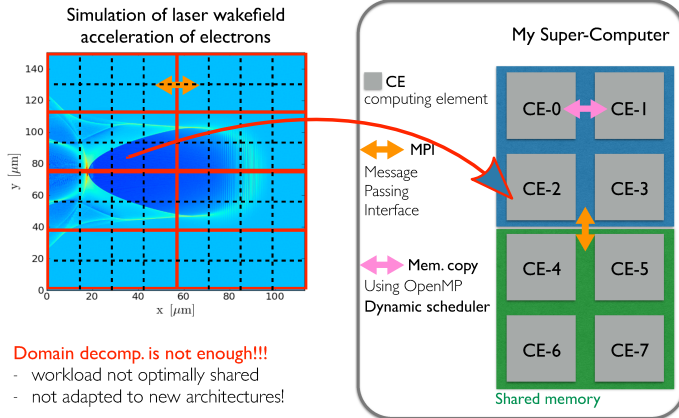 Simulation of laser wakefield
acceleration of electrons
y [μm]
140
120
100
80
60
40
20
0
0 20 40 60 80 100
x [μm]
Domain decomp. is not enough!!!
- workload not optimally shared
- not adapted to new architectures!
My Super-Computer
CE
computing element
MPI
Message
Passing
Interface
Mem. copy
Using OpenMP
Dynamic scheduler
CE-0 CE-1
CE-2 CE-3
CE-4 CE-5
CE-6 CE-7
Shared memory